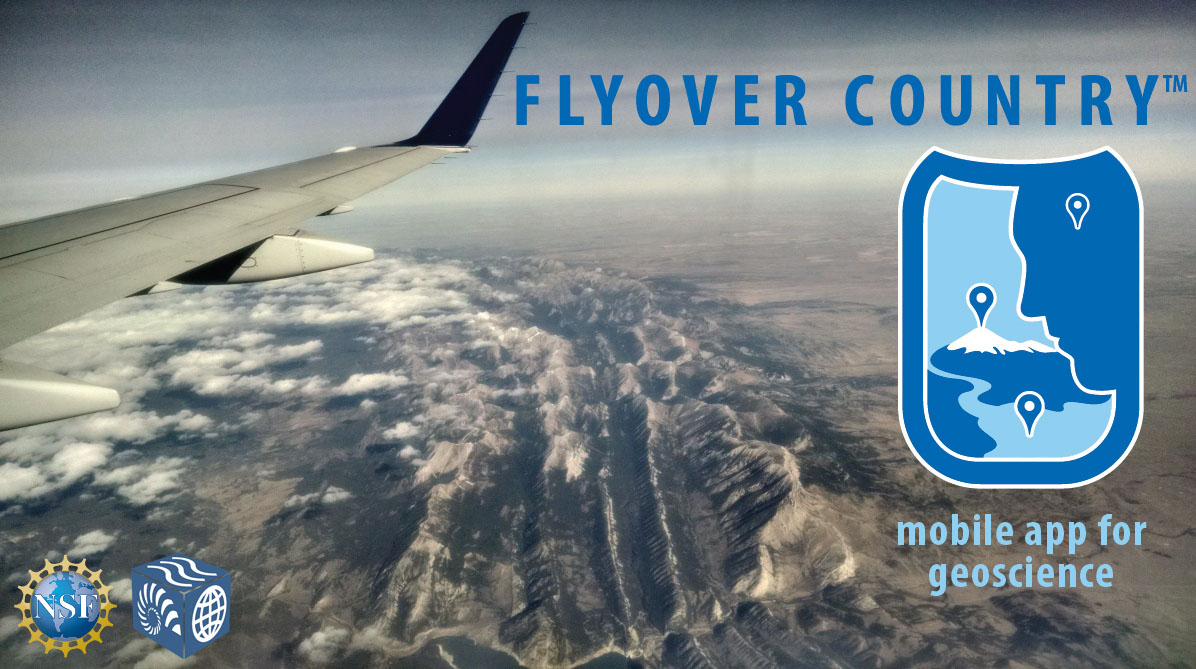 FLYOVER COUNTRY™
mobile app for
geoscience
NSF